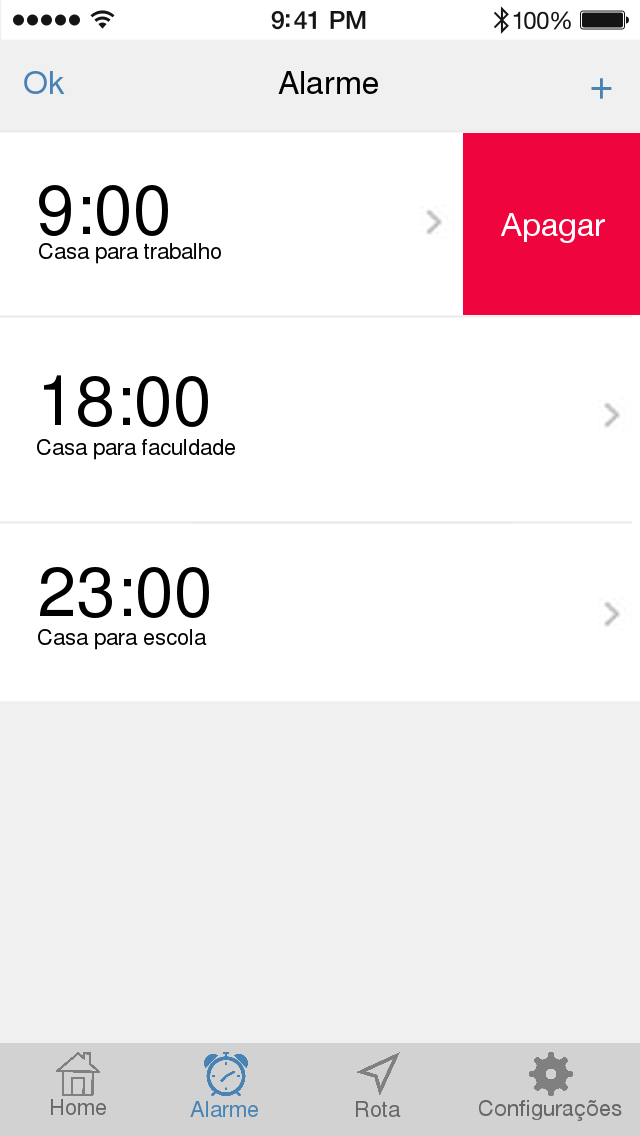 9:41 PM 100%
Ok Alarme +
9:00
Casa para trabalho
Apagar
18:00
Casa para faculdade
23:00
Casa para escola
Home Alarme Rota Configurações